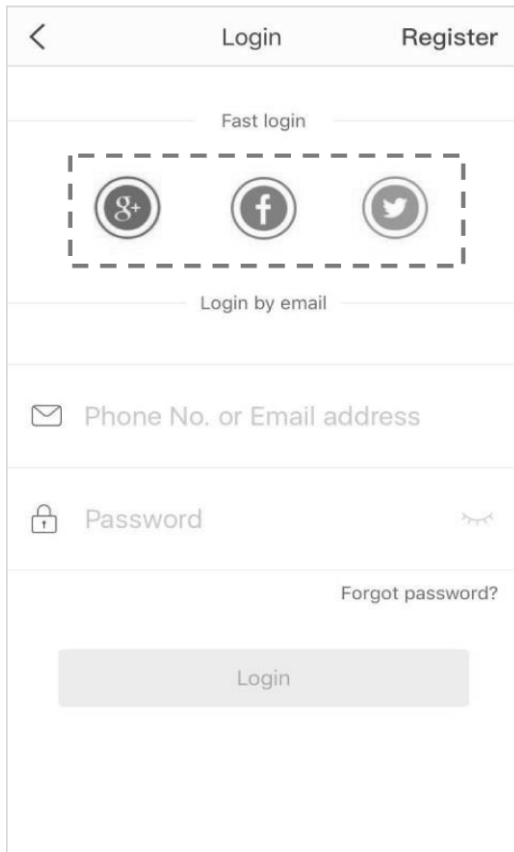 Login Register
Fast login
g+ f
Login by email
Phone No. or Email address
Password
Forgot password?
Login